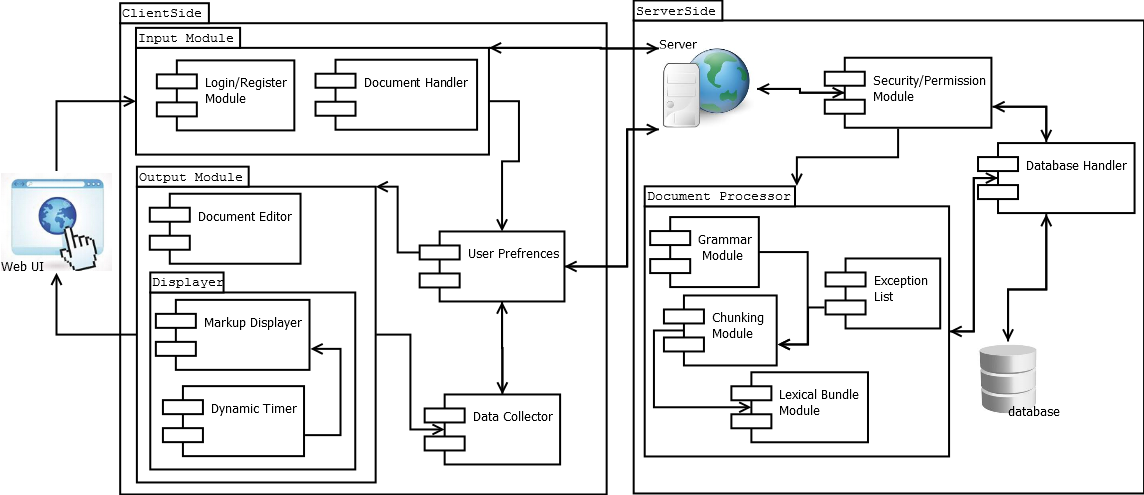 ClientSide
Input Module
Login/Register
Module
Document Handler
Output Module
Document Editor
Displayer
Markup Displayer
Dynamic Timer
User Prefrences
Data Collector
Web UI
ServerSide
Server
Security/Permission
Module
Database Handler
Document Processor
Grammar
Module
Exception
List
Chunking
Module
Lexical Bundle
Module
database